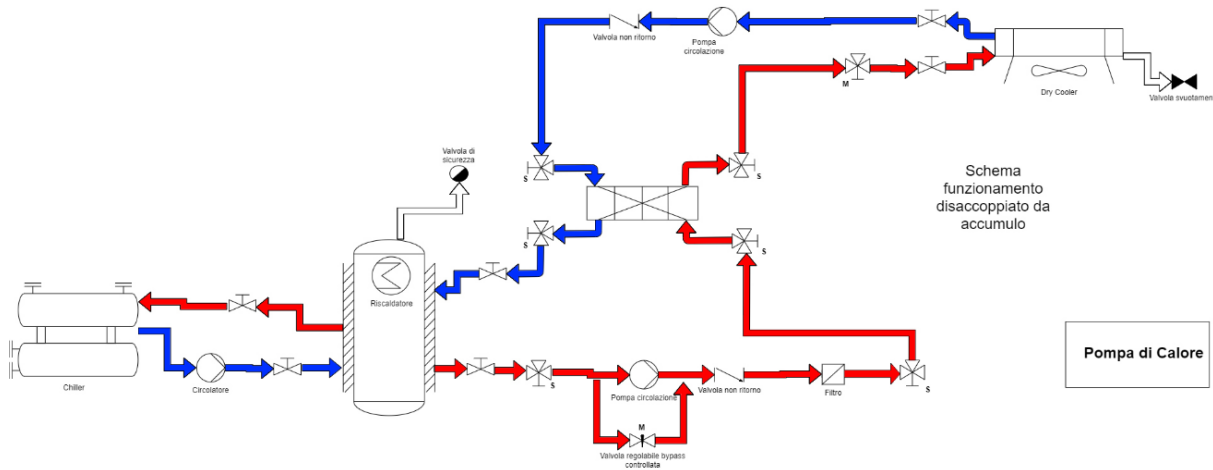 Valvola non ritorno
Pompa
circolazione
M
Dry Cooler
Valvola svuotamen
Valvola di
sicurezza
S
S
Schema
funzionamento
disaccoppiato da
accumulo
S
S
Riscaldatore
Chiller
Circolatore
Pompa di Calore
S
Pompa circolazione
Valvola non ritorno
Filtro
S
M
Valvola regolabile bypass
controllata